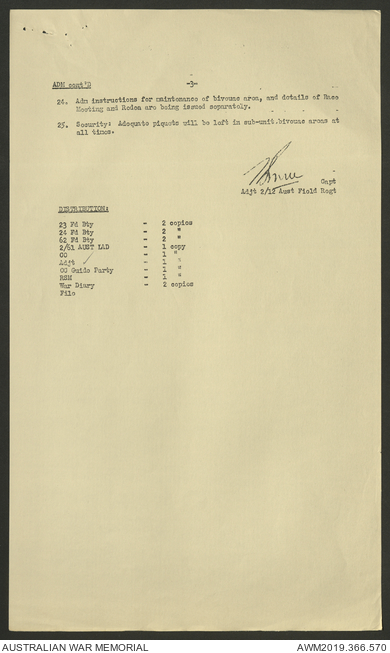 ADM cont'D -3-
24. Adm instructions for maintenance of bivouac area, and details of Race
Meeting and Rodeo are being issued separately.
25. Security: Adequate piquets will be left in sub-unit bivouac areas at
all times.
Capt
Adjt 2/12 Aust Field Regt
DISTRIBUTION:
23 Fd Bty - 2 copies
24 Fd Bty - 2 "
62 Fd Bty - 2 "
2/51 AUST LAD - 1 copy
CO - 1 "
Adjt - 1 "
OC Guide Party - 1 "
RSM - 1 "
War Diary - 2 copies
File
AUSTRALIAN WAR MEMORIAL AWM2019.366.570